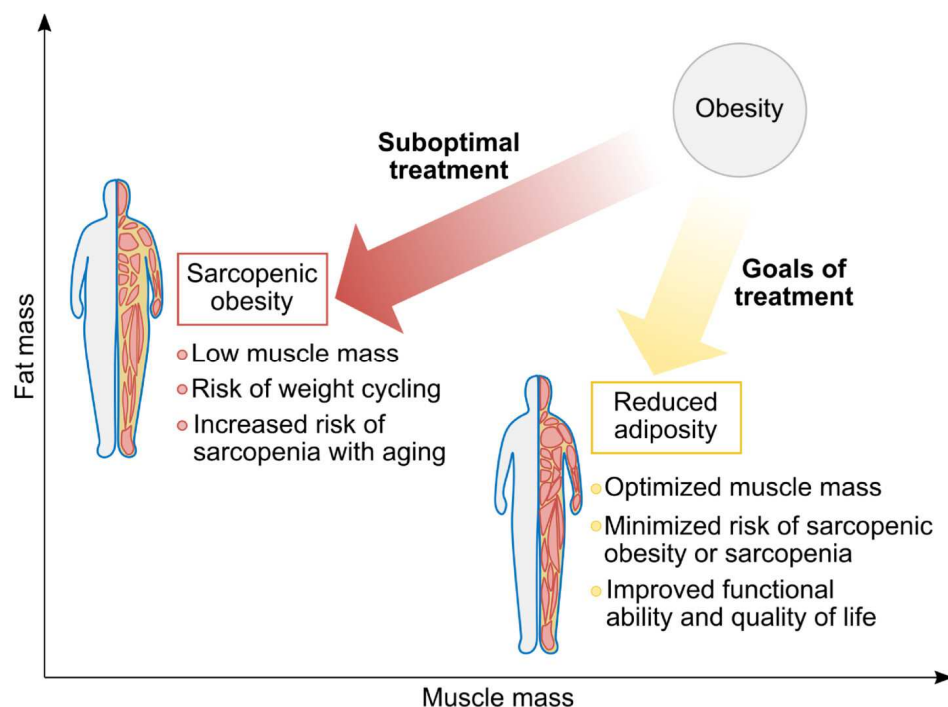 Obesity
Suboptimal
treatment
Goals of
treatment
Sarcopenic
obesity
Low muscle mass
Risk of weight cycling
Increased risk of
sarcopenia with aging
Reduced
adiposity
Optimized muscle mass
Minimized risk of sarcopenic
obesity or sarcopenia
Improved functional
ability and quality of life
Fat mass
Muscle mass